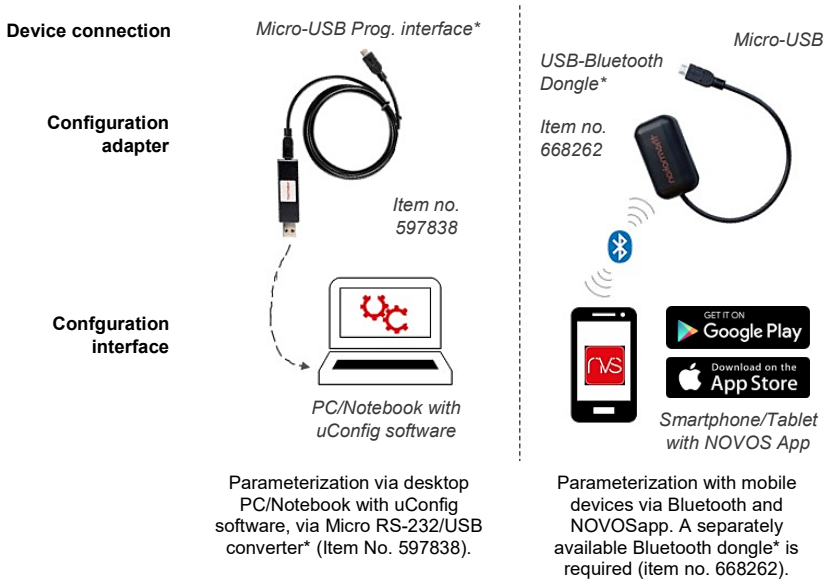 Device connection
Micro-USB Prog. interface*
Configuration
adapter
Item no.
597838
Confguration
interface
PC/Notebook with
uConfig software
Parameterization via desktop
PC/Notebook with uConfig
software, via Micro RS-232/USB
converter* (Item No. 597838).
Micro-USB
USB-Bluetooth
Dongle*
Item no.
668262
GET IT ON
Google Play
Download on the
App Store
Smartphone/Tablet
with NOVOS App
Parameterization with mobile
devices via Bluetooth and
NOVOSapp. A separately
available Bluetooth dongle* is
required (item no. 668262).